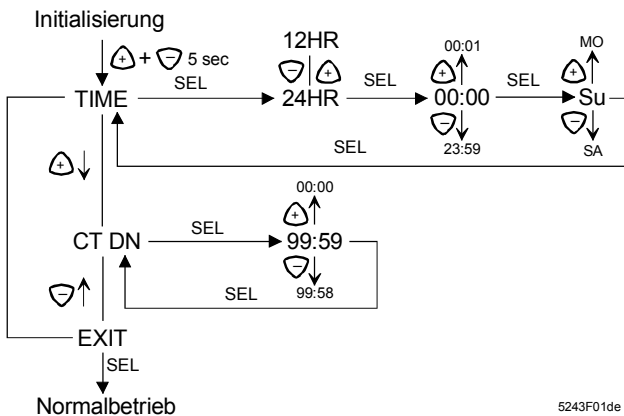 Initialisierung
+ + − 5 sec
12HR
00:01
MO
− +
+
+
TIME
SEL
24HR
SEL
00:00
SEL
Su
−
−
23:59
SA
SEL
+
00:00
+
CT DN
SEL
99:59
−
−
SEL
99:58
EXIT
SEL
Normalbetrieb
5243F01de